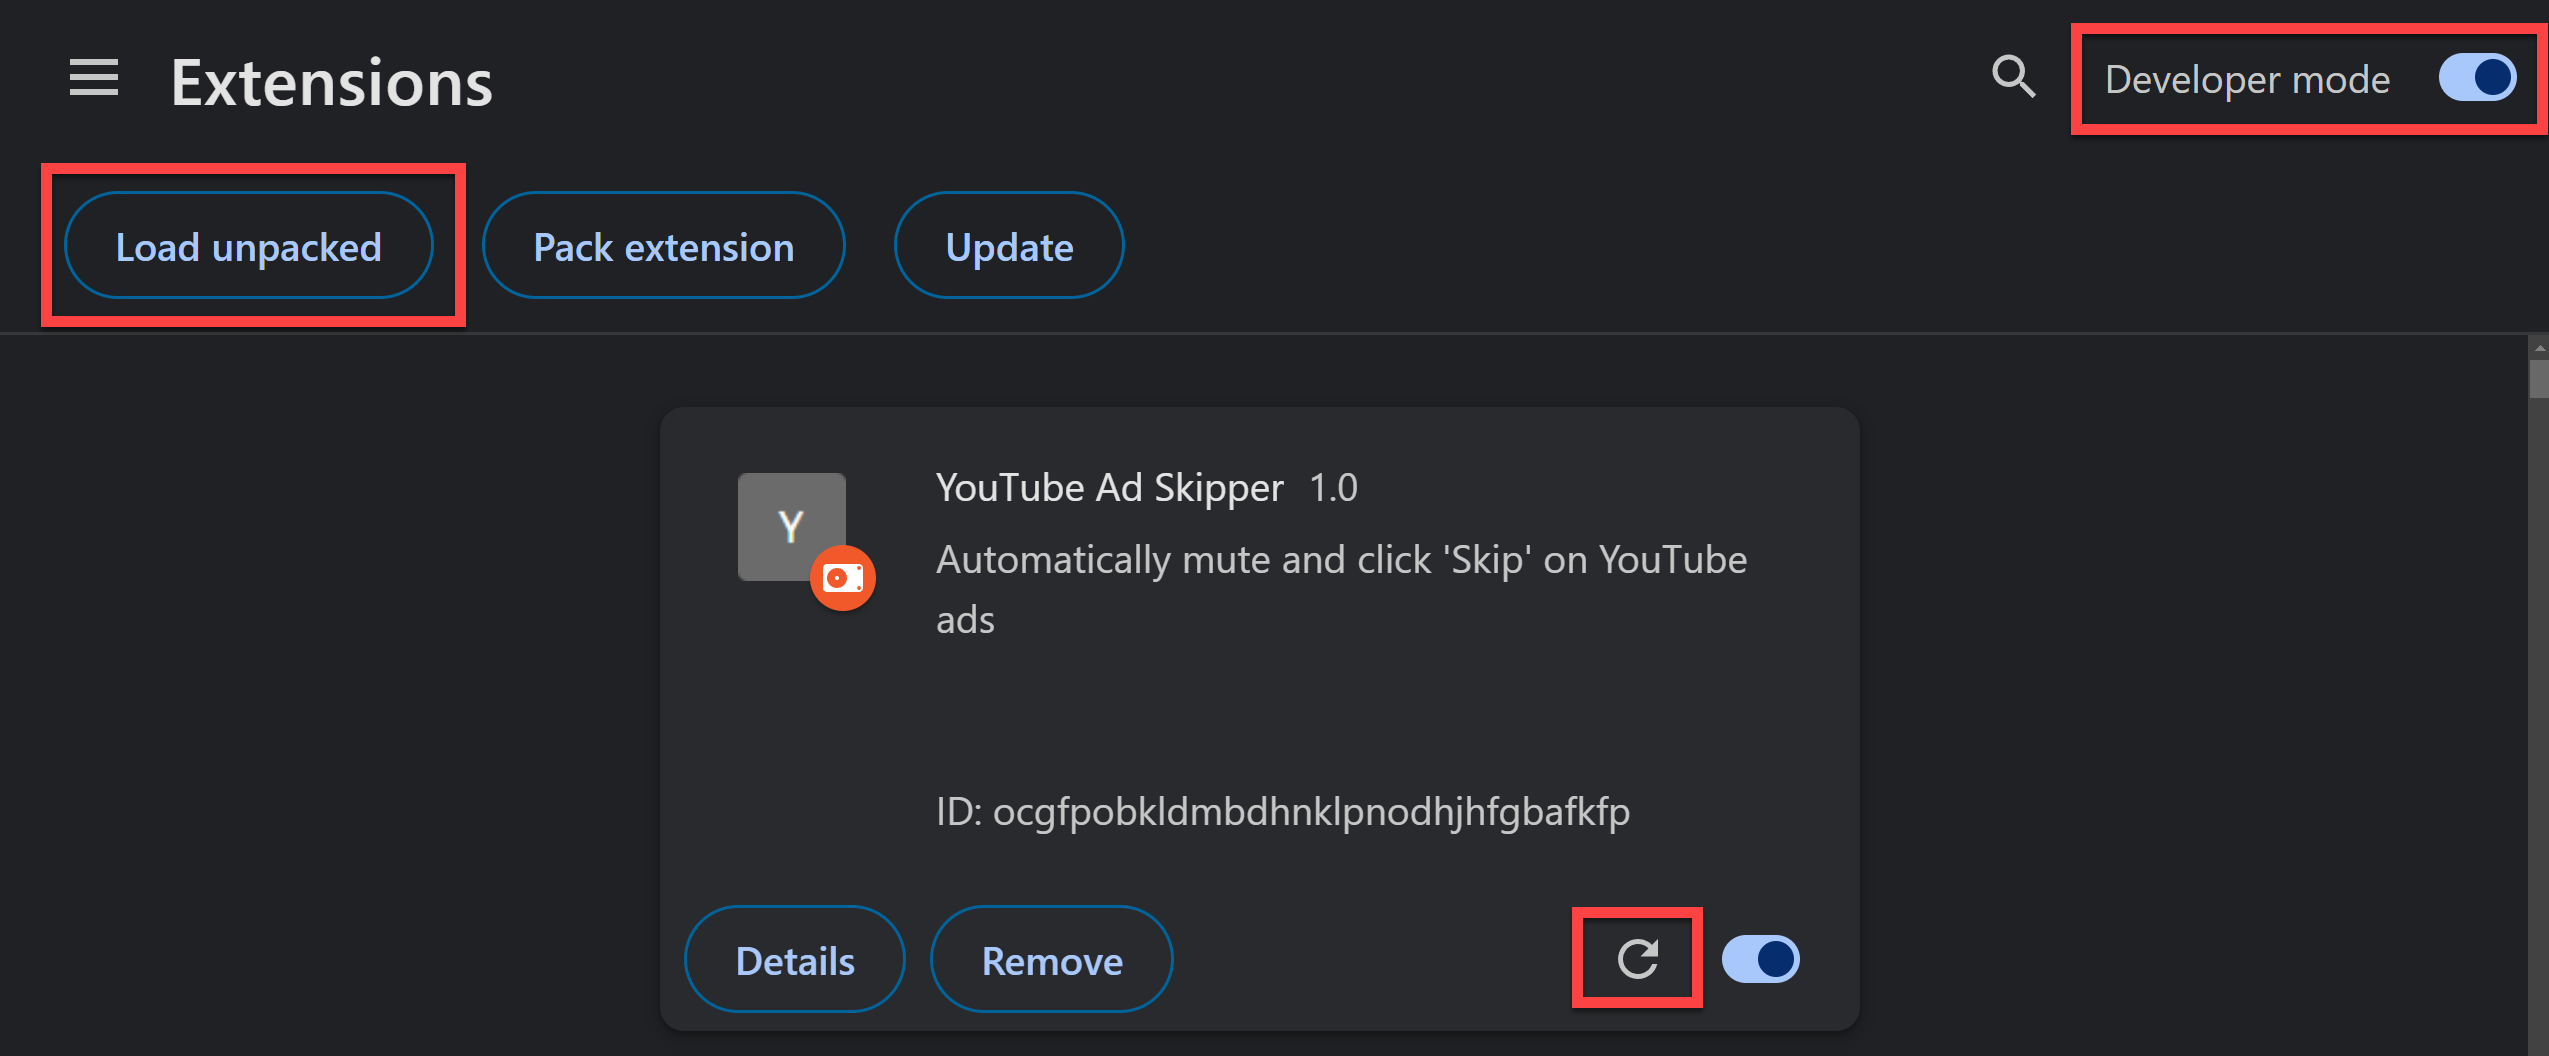 Extensions
Developer mode
Load unpacked
Pack extension
Update
Y
YouTube Ad Skipper 1.0
Automatically mute and click 'Skip' on YouTube
ads
ID: ocgfpobkldmbdhnklpnodhjhfgbafkfp
Details
Remove